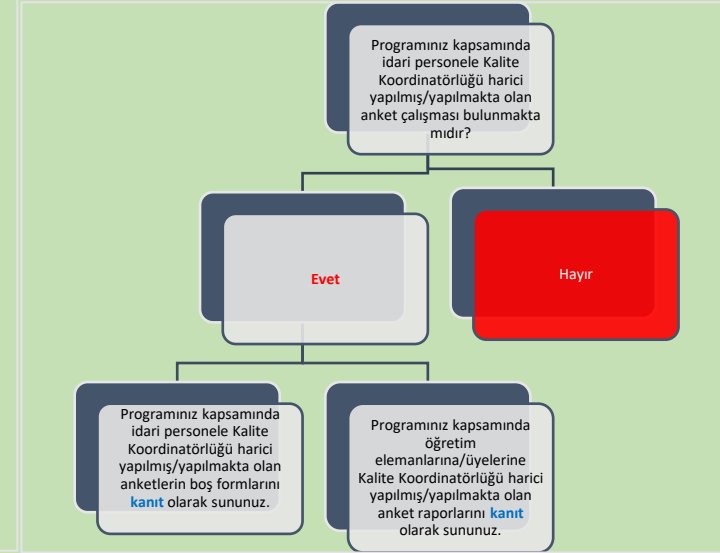 Programınız kapsamında
idari personele Kalite
Koordinatörlüğü harici
yapılmış/yapılmakta olan
anket çalışması bulunmakta
mıdır?
Evet
Hayır
Programınız kapsamında
idari personele Kalite
Koordinatörlüğü harici
yapılmış/yapılmakta olan
anketlerin boş formlarını
kanıt olarak sununuz.
Programınız kapsamında
öğretim
elemanlarına/üyelerine
Kalite Koordinatörlüğü harici
yapılmış/yapılmakta olan
anket raporlarını kanıt
olarak sununuz.